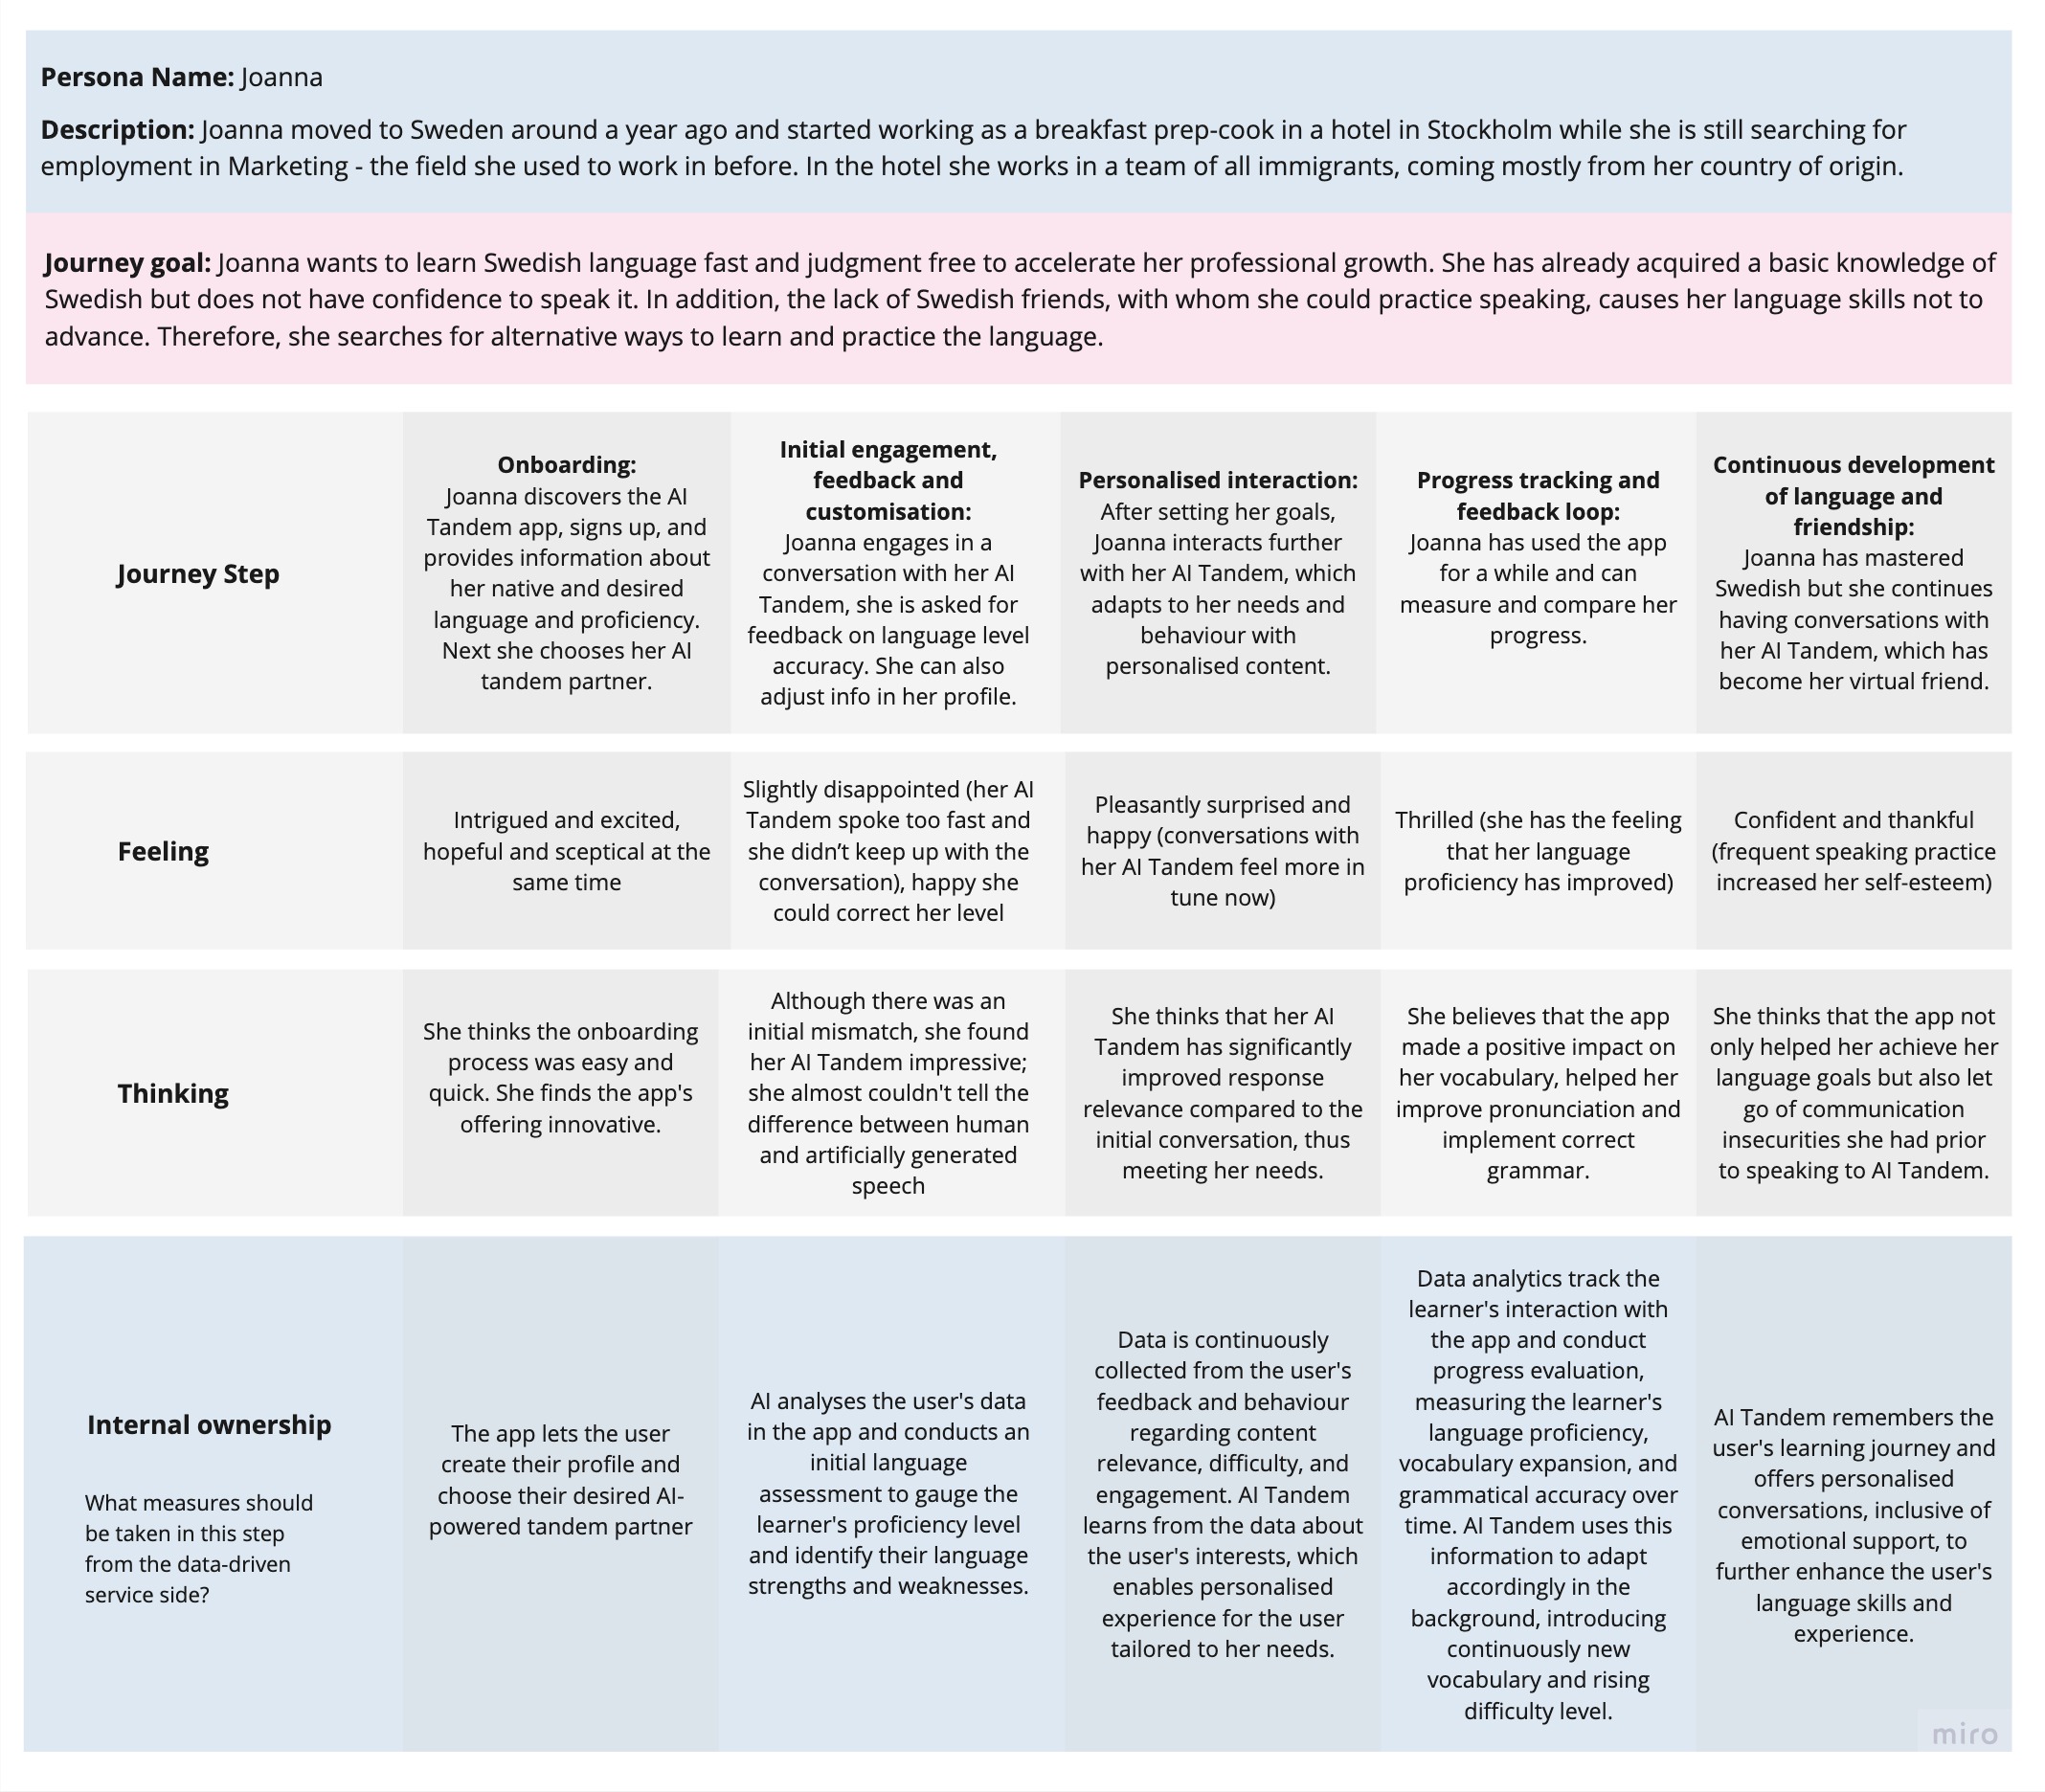 Persona Name: Joanna
Description: Joanna moved to Sweden around a year ago and started working as a breakfast prep-cook in a hotel in Stockholm while she is still searching for
employment in Marketing - the field she used to work in before. In the hotel she works in a team of all immigrants, coming mostly from her country of origin.
Journey goal: Joanna wants to learn Swedish language fast and judgment free to accelerate her professional growth. She has already acquired a basic knowledge of
Swedish but does not have confidence to speak it. In addition, the lack of Swedish friends, with whom she could practice speaking, causes her language skills not to
advance. Therefore, she searches for alternative ways to learn and practice the language.
Journey Step
Onboarding:
Joanna discovers the AI
Tandem app, signs up, and
provides information about
her native and desired
language and proficiency.
Next she chooses her AI
tandem partner.
Initial engagement,
feedback and
customisation:
Joanna engages in a
conversation with her AI
Tandem, she is asked for
feedback on language level
accuracy. She can also
adjust info in her profile.
Personalised interaction:
After setting her goals,
Joanna interacts further
with her AI Tandem, which
adapts to her needs and
behaviour with
personalised content.
Progress tracking and
feedback loop:
Joanna has used the app
for a while and can
measure and compare her
progress.
Continuous development
of language and
friendship:
Joanna has mastered
Swedish but she continues
having conversations with
her AI Tandem, which has
become her virtual friend.
Feeling
Intrigued and excited,
hopeful and sceptical at the
same time
Slightly disappointed (her AI
Tandem spoke too fast and
she didn’t keep up with the
conversation), happy she
could correct her level
Pleasantly surprised and
happy (conversations with
her AI Tandem feel more in
tune now)
Thrilled (she has the feeling
that her language
proficiency has improved)
Confident and thankful
(frequent speaking practice
increased her self-esteem)
Thinking
She thinks the onboarding
process was easy and
quick. She finds the app's
offering innovative.
Although there was an
initial mismatch, she found
her AI Tandem impressive;
she almost couldn't tell the
difference between human
and artificially generated
speech
She thinks that her AI
Tandem has significantly
improved response
relevance compared to the
initial conversation, thus
meeting her needs.
She believes that the app
made a positive impact on
her vocabulary, helped her
improve pronunciation and
implement correct
grammar.
She thinks that the app not
only helped her achieve her
language goals but also let
go of communication
insecurities she had prior
to speaking to AI Tandem.
Internal ownership
What measures should
be taken in this step
from the data-driven
service side?
The app lets the user
create their profile and
choose their desired AI-
powered tandem partner
AI analyses the user's data
in the app and conducts an
initial language
assessment to gauge the
learner's proficiency level
and identify their language
strengths and weaknesses.
Data is continuously
collected from the user's
feedback and behaviour
regarding content
relevance, difficulty, and
engagement. AI Tandem
learns from the data about
the user's interests, which
enables personalised
experience for the user
tailored to her needs.
Data analytics track the
learner's interaction with
the app and conduct
progress evaluation,
measuring the learner's
language proficiency,
vocabulary expansion, and
grammatical accuracy over
time. AI Tandem uses this
information to adapt
accordingly in the
background, introducing
continuously new
vocabulary and rising
difficulty level.
AI Tandem remembers the
user's learning journey and
offers personalised
conversations, inclusive of
emotional support, to
further enhance the user's
language skills and
experience.
miro